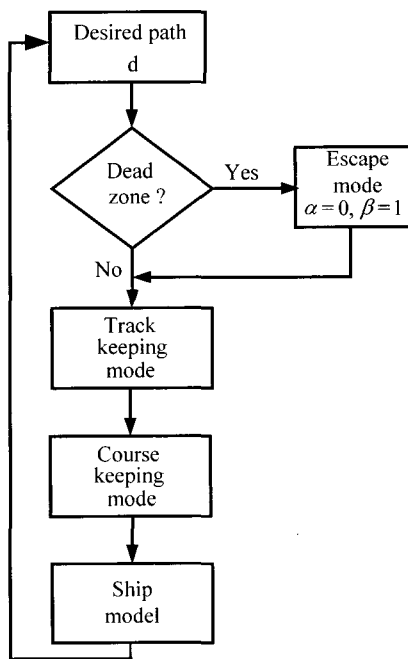 Desired path
d
Dead
zone ?
Yes
Escape
mode
α = 0, β = 1
No
Track
keeping
mode
Course
keeping
mode
Ship
model